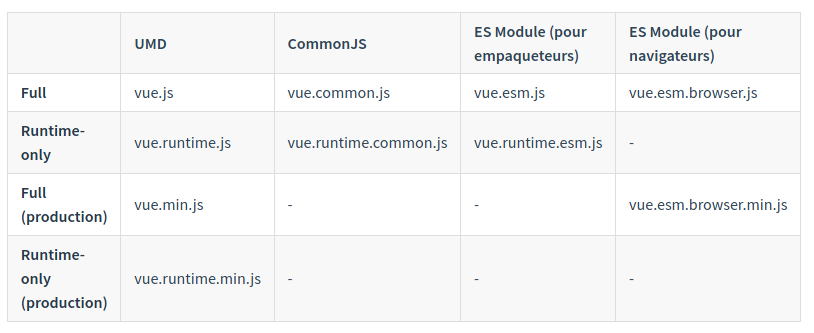 UMD CommonJS ES Module (pour empaqueteurs) ES Module (pour navigateurs)
Full vue.js vue.common.js vue.esm.js vue.esm.browser.js
Runtime-only vue.runtime.js vue.runtime.common.js vue.runtime.esm.js -
Full (production) vue.min.js - - vue.esm.browser.min.js
Runtime-only (production) vue.runtime.min.js - - -